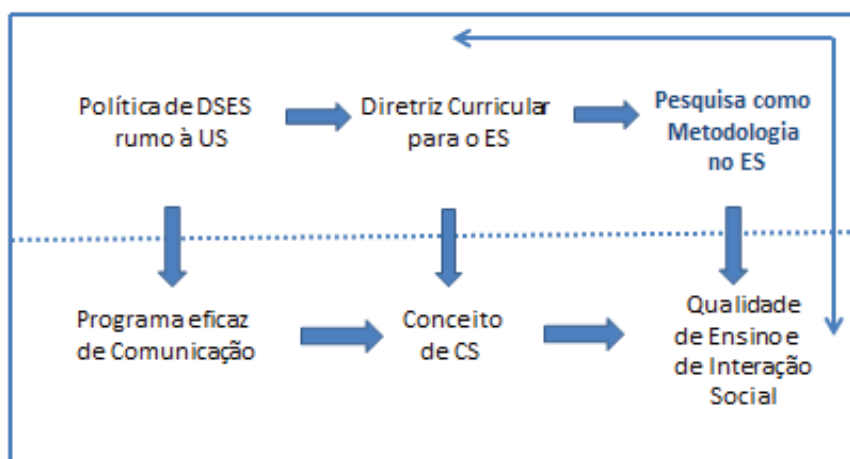 Política de DSES
rumo à US
Diretriz Curricular
para o ES
Pesquisa como
Metodologia
no ES
Programa eficaz
de Comunicação
Conceito
de CS
Qualidade
de Ensino e
de Interação
Social